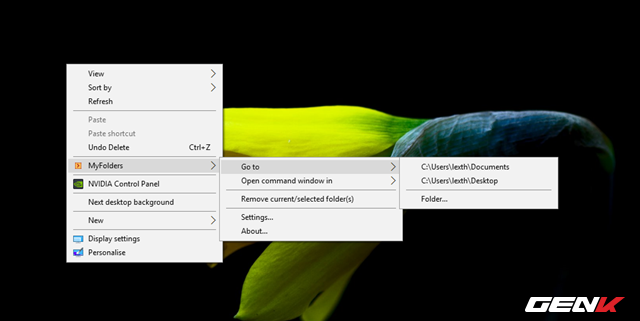 View
Sort by
Refresh
Paste
Paste shortcut
Undo Delete Ctrl+Z
MyFolders
NVIDIA Control Panel
Next desktop background
New
Display settings
Personalise
Go to
Open command window in
Remove current/selected folder(s)
Settings...
About...
C:\Users\lexth\Documents
C:\Users\lexth\Desktop
Folder...
GENK